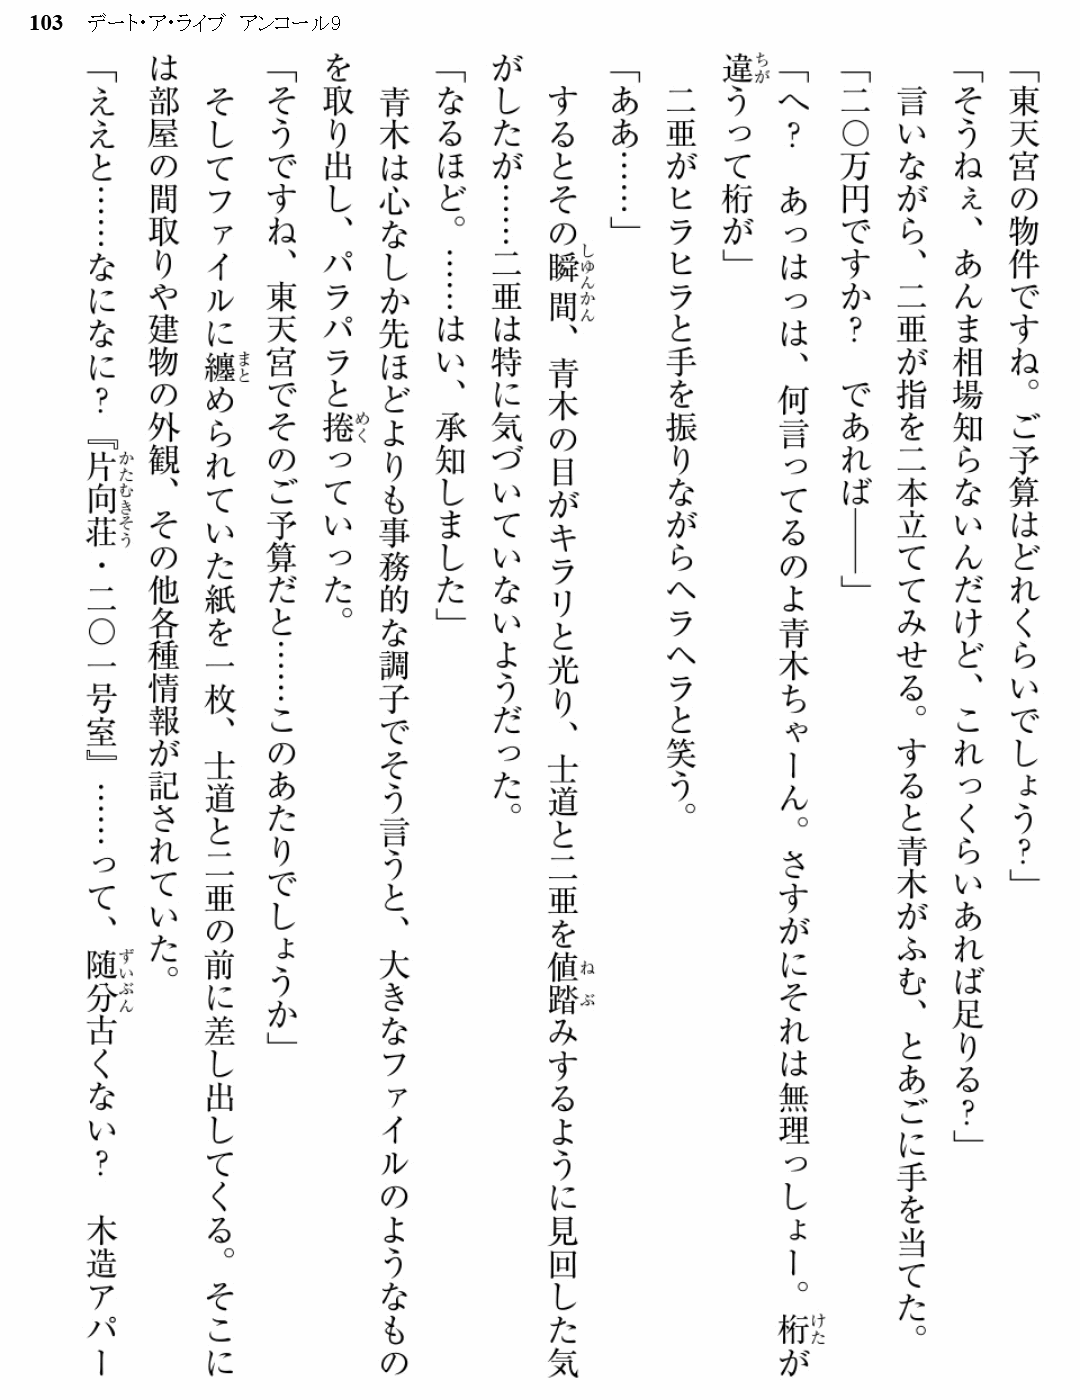 103 デート・ア・ライブ アンコール9
「東天宮の物件ですね。ご予算はどれくらいでしょう?」
「そうねぇ、あんま相場知らないんだけど、これっくらいあれば足りる?」
言いながら、二亜が指を二本立ててみせる。すると青木がふむ、とあごに手を当てた。
「二〇万円ですか? であれば――」
「へ? あっはっは、何言ってるのよ青木ちゃーん。さすがにそれは無理っしょー。桁が
違うって桁が」
二亜がヒラヒラと手を振りながらヘラヘラと笑う。
「ああ……」
するとその瞬間、青木の目がキラリと光り、士道と二亜を値踏みするように見回した気
がしたが……二亜は特に気づいていないようだった。
「なるほど。……はい、承知しました」
青木は心なしか先ほどよりも事務的な調子でそう言うと、大きなファイルのようなもの
を取り出し、パラパラと捲っていった。
「そうですね、東天宮でそのご予算だと……このあたりでしょうか」
そしてファイルに纏められていた紙を一枚、士道と二亜の前に差し出してくる。そこに
は部屋の間取りや建物の外観、その他各種情報が記されていた。
「ええと……なになに? 『片向荘・二〇一号室』……って、随分古くない? 木造アパー